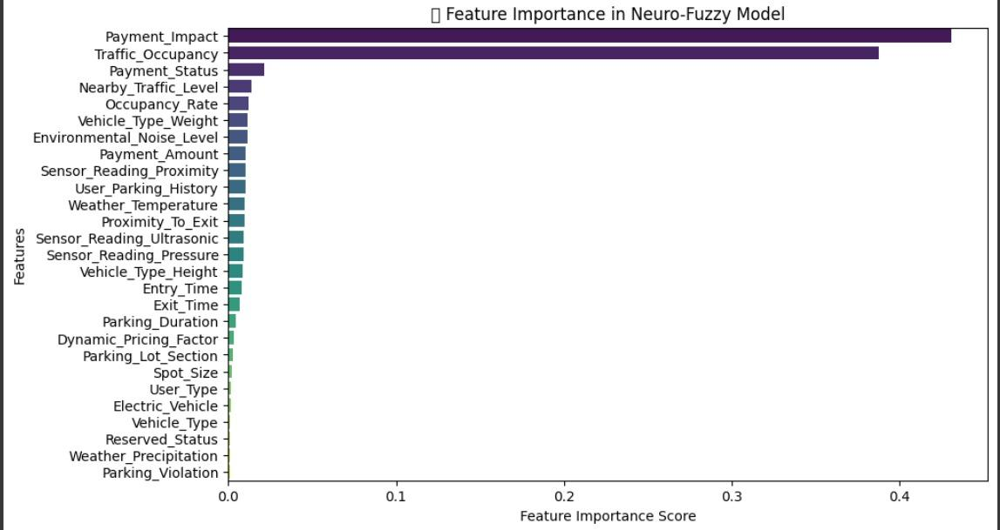 Feature Importance in Neuro-Fuzzy Model
Payment_Impact
Traffic_Occupancy
Payment_Status
Nearby_Traffic_Level
Occupancy_Rate
Vehicle_Type_Weight
Environmental_Noise_Level
Payment_Amount
Sensor_Reading_Proximity
User_Parking_History
Weather_Temperature
Proximity_To_Exit
Sensor_Reading_Ultrasonic
Sensor_Reading_Pressure
Vehicle_Type_Height
Entry_Time
Exit_Time
Parking_Duration
Dynamic_Pricing_Factor
Parking_Lot_Section
Spot_Size
User_Type
Electric_Vehicle
Vehicle_Type
Reserved_Status
Weather_Precipitation
Parking_Violation
Features
0.0 0.1 0.2 0.3 0.4
Feature Importance Score